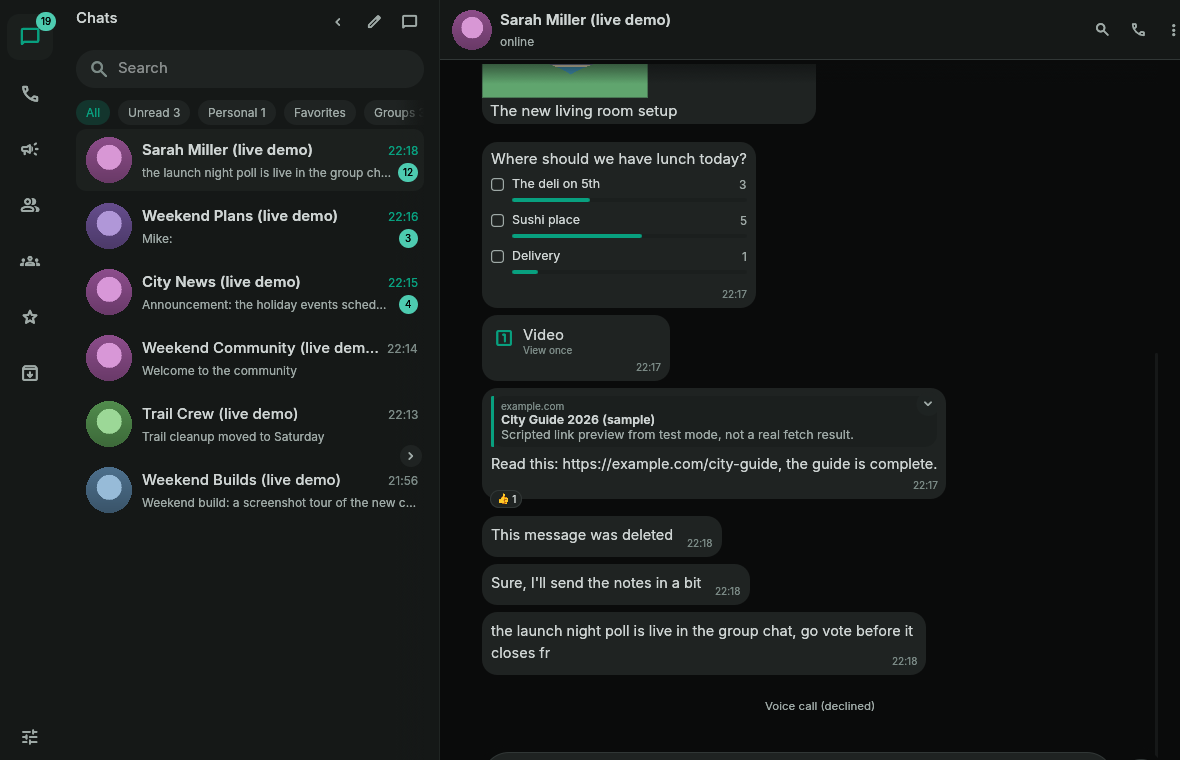 19
Chats
Search
All
Unread 3
Personal 1
Favorites
Groups
Sarah Miller (live demo)
22:18
the launch night poll is live in the group ch...
12
Weekend Plans (live demo)
22:16
Mike:
3
City News (live demo)
22:15
Announcement: the holiday events sched...
4
Weekend Community (live dem...
22:14
Welcome to the community
Trail Crew (live demo)
22:13
Trail cleanup moved to Saturday
Weekend Builds (live demo)
21:56
Weekend build: a screenshot tour of the new c...
Sarah Miller (live demo)
online
The new living room setup
Where should we have lunch today?
The deli on 5th
3
Sushi place
5
Delivery
1
22:17
1
Video
View once
22:17
example.com
City Guide 2026 (sample)
Scripted link preview from test mode, not a real fetch result.
Read this: https://example.com/city-guide, the guide is complete.
22:17
👍 1
This message was deleted
22:18
Sure, I'll send the notes in a bit
22:18
the launch night poll is live in the group chat, go vote before it
closes fr
22:18
Voice call (declined)